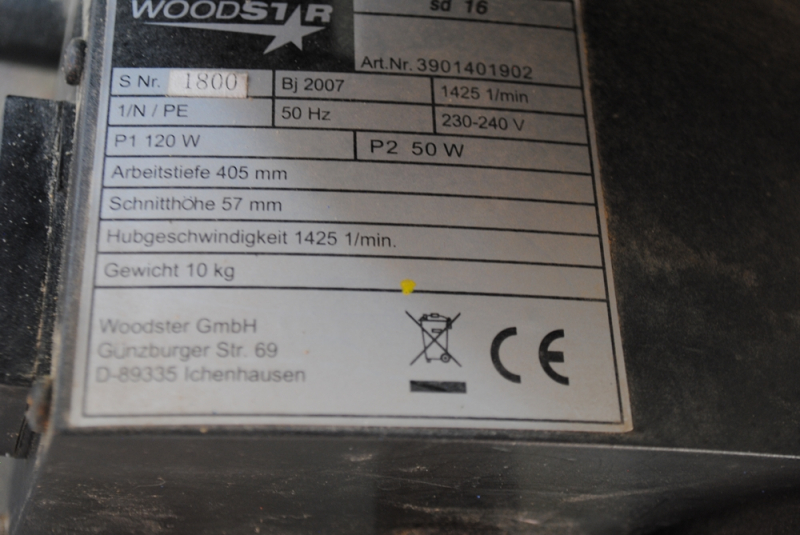 WOODSTAR
sd 16
Art.Nr. 3901401902
S Nr. 1800 Bj 2007 1425 1/min
1/N / PE 50 Hz 230-240 V
P1 120 W P2 50 W
Arbeitstiefe 405 mm
Schnitthöhe 57 mm
Hubgeschwindigkeit 1425 1/min.
Gewicht 10 kg
Woodster GmbH
Günzburger Str. 69
D-89335 Ichenhausen
CE